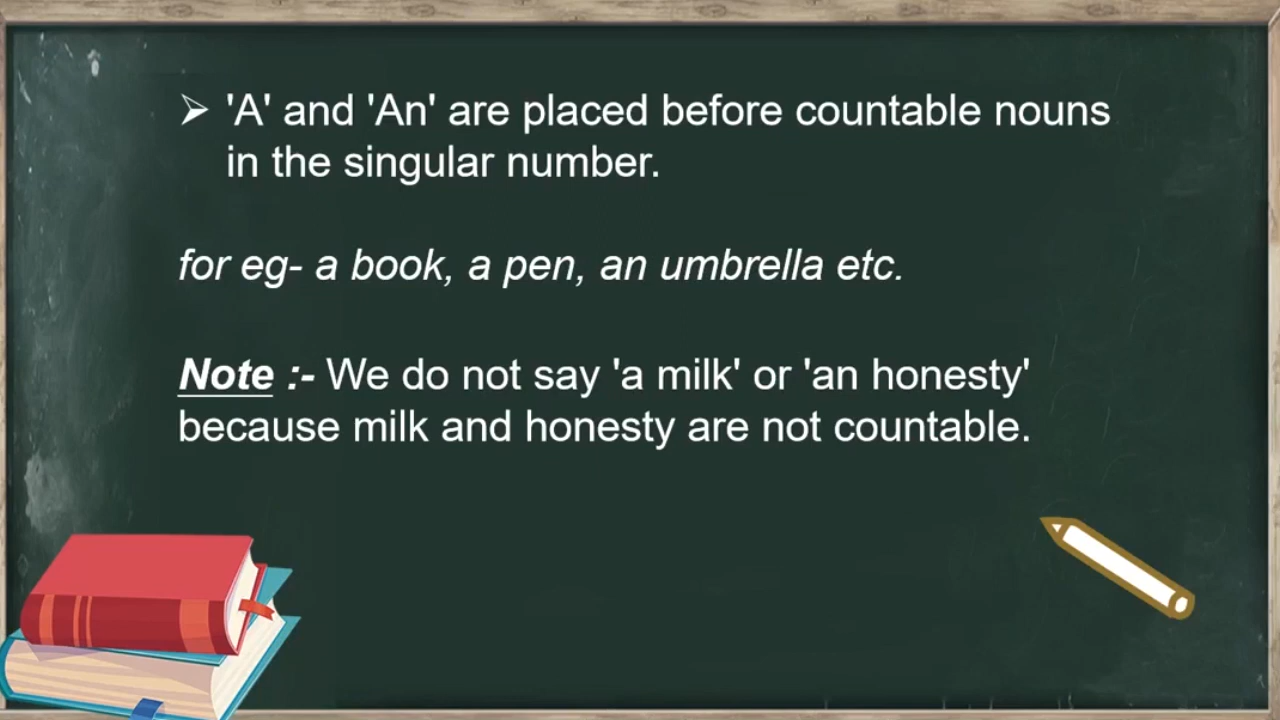 ➢ 'A' and 'An' are placed before countable nouns
in the singular number.
for eg- a book, a pen, an umbrella etc.
Note :- We do not say 'a milk' or 'an honesty'
because milk and honesty are not countable.